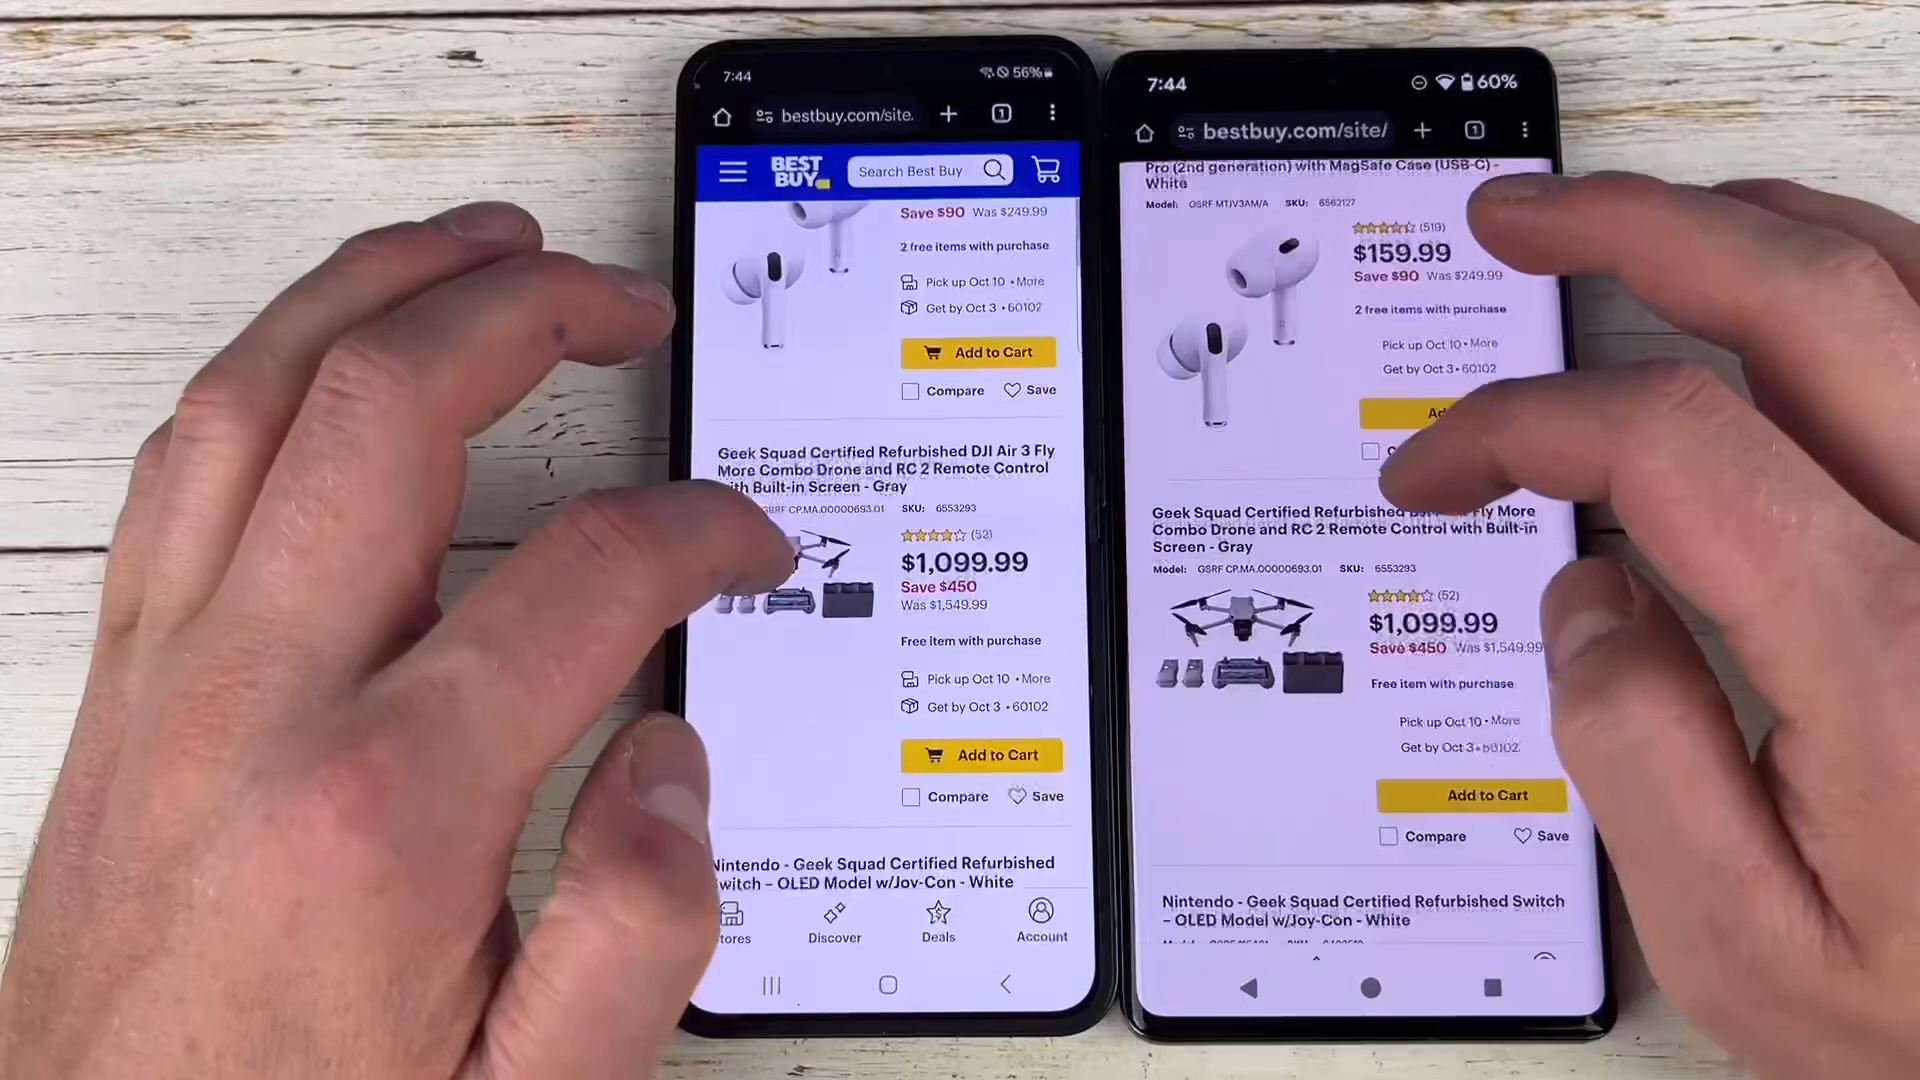 7:44
56%
bestbuy.com/site
1
BEST
BUY
Search Best Buy
Save $90 Was $249.99
2 free items with purchase
Pick up Oct 10 • More
Get by Oct 3 • 60102
Add to Cart
Compare
Save
Geek Squad Certified Refurbished DJI Air 3 Fly
More Combo Drone and RC 2 Remote Control
with Built-in Screen - Gray
GSRF CP.MA.00000693.01 SKU: 6553293
(52)
$1,099.99
Save $450
Was $1,549.99
Free item with purchase
Pick up Oct 10 • More
Get by Oct 3 • 60102
Add to Cart
Compare
Save
Nintendo - Geek Squad Certified Refurbished
Switch – OLED Model w/Joy-Con - White
Stores
Discover
Deals
Account
7:44
60%
bestbuy.com/site/
1
Pro (2nd generation) with MagSafe Case (USB-C) -
White
Model: GSRF MTJV3AM/A SKU: 6562127
(519)
$159.99
Save $90 Was $249.99
2 free items with purchase
Pick up Oct 10 • More
Get by Oct 3 • 60102
Geek Squad Certified Refurbished Fly More
Combo Drone and RC 2 Remote Control with Built-in
Screen - Gray
Model: GSRF CP.MA.00000693.01 SKU: 6553293
(52)
$1,099.99
Save $450 Was $1,549.99
Free item with purchase
Pick up Oct 10 • More
Get by Oct 3 • 60102
Add to Cart
Compare
Save
Nintendo - Geek Squad Certified Refurbished Switch
– OLED Model w/Joy-Con - White